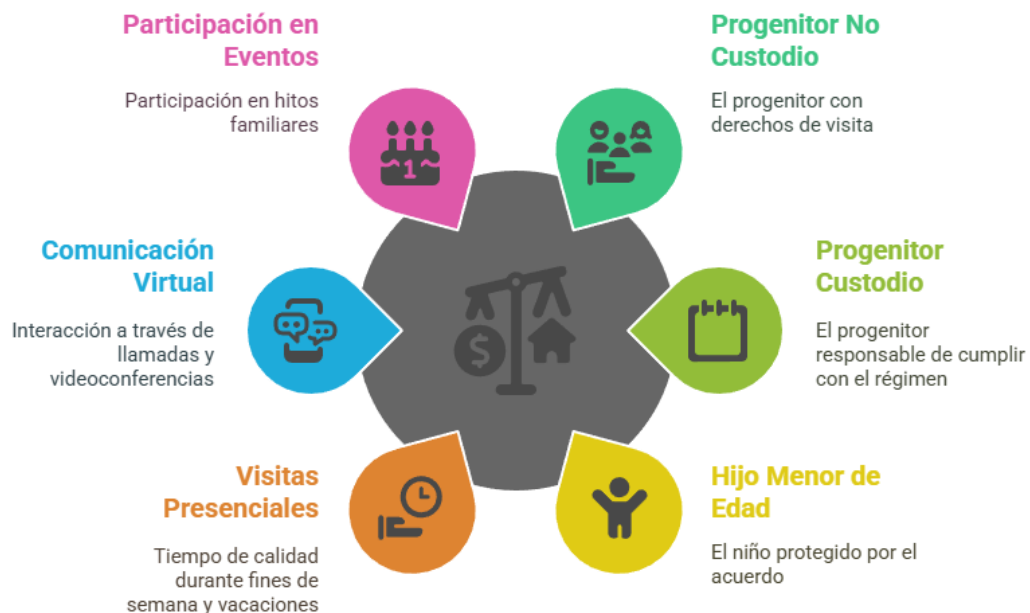 Participación en
Eventos
Participación en hitos
familiares
Progenitor No
Custodio
El progenitor con
derechos de visita
1
Comunicación
Virtual
Interacción a través de
llamadas y
videoconferencias
$
Progenitor
Custodio
El progenitor
responsable de cumplir
con el régimen
Visitas
Presenciales
Tiempo de calidad
durante fines de
semana y vacaciones
Hijo Menor de
Edad
El niño protegido por el
acuerdo